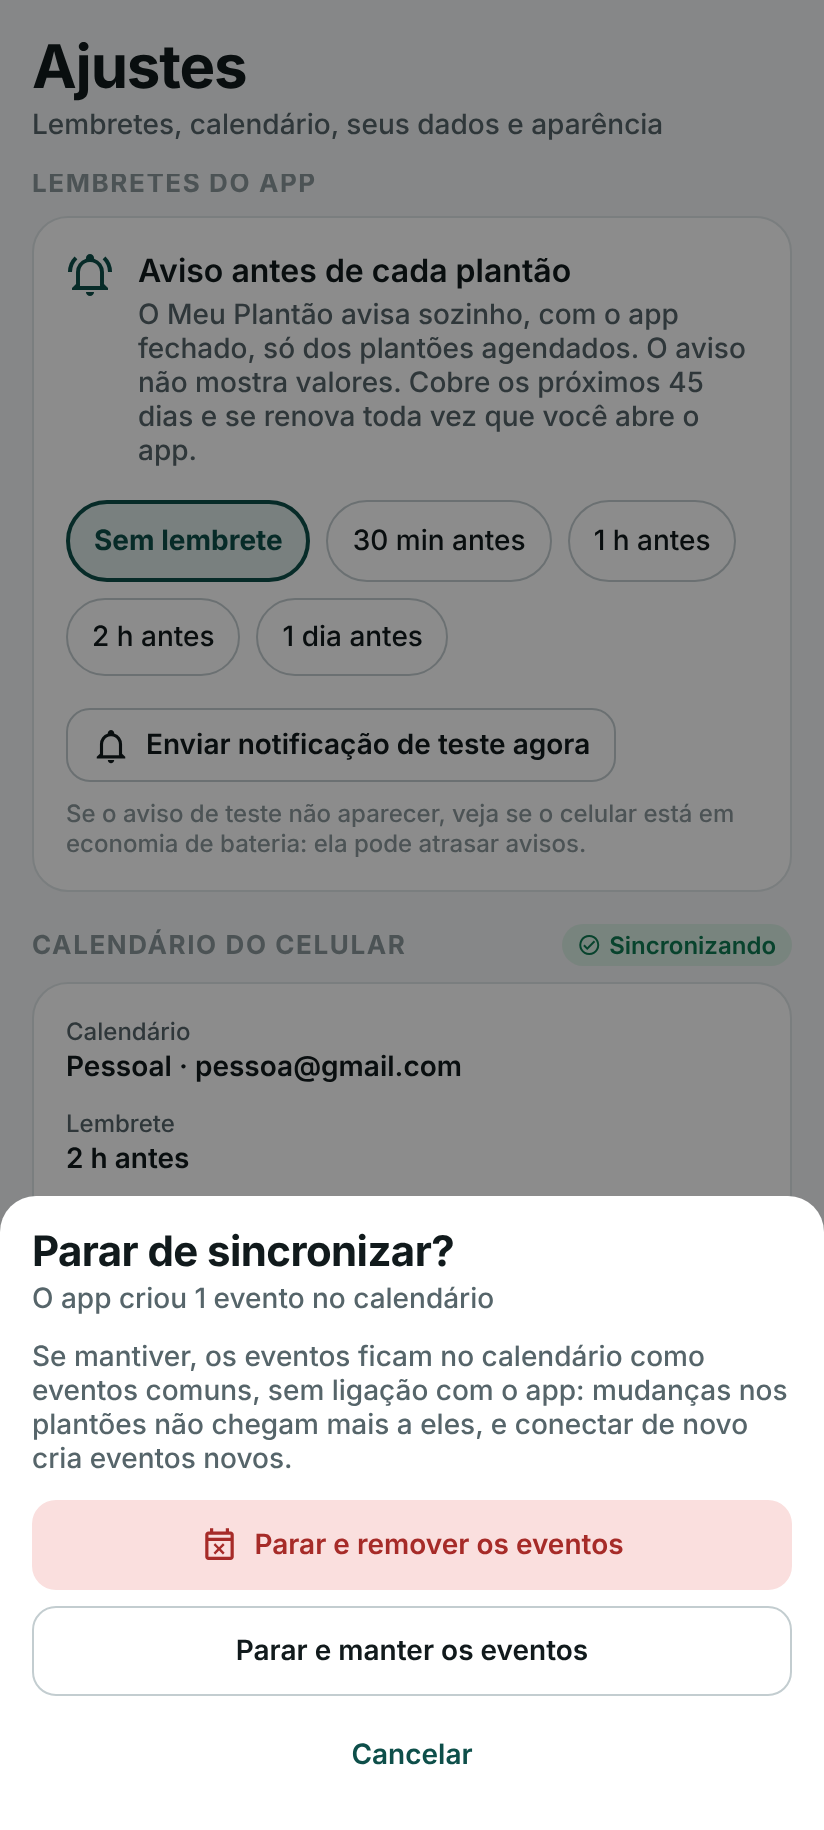 Ajustes
Lembretes, calendário, seus dados e aparência
LEMBRETES DO APP
Aviso antes de cada plantão
O Meu Plantão avisa sozinho, com o app
fechado, só dos plantões agendados. O aviso
não mostra valores. Cobre os próximos 45
dias e se renova toda vez que você abre o
app.
Sem lembrete
30 min antes
1 h antes
2 h antes
1 dia antes
Enviar notificação de teste agora
Se o aviso de teste não aparecer, veja se o celular está em
economia de bateria: ela pode atrasar avisos.
CALENDÁRIO DO CELULAR
Sincronizando
Calendário
Pessoal · pessoa@gmail.com
Lembrete
2 h antes
Parar de sincronizar?
O app criou 1 evento no calendário
Se mantiver, os eventos ficam no calendário como
eventos comuns, sem ligação com o app: mudanças nos
plantões não chegam mais a eles, e conectar de novo
cria eventos novos.
Parar e remover os eventos
Parar e manter os eventos
Cancelar